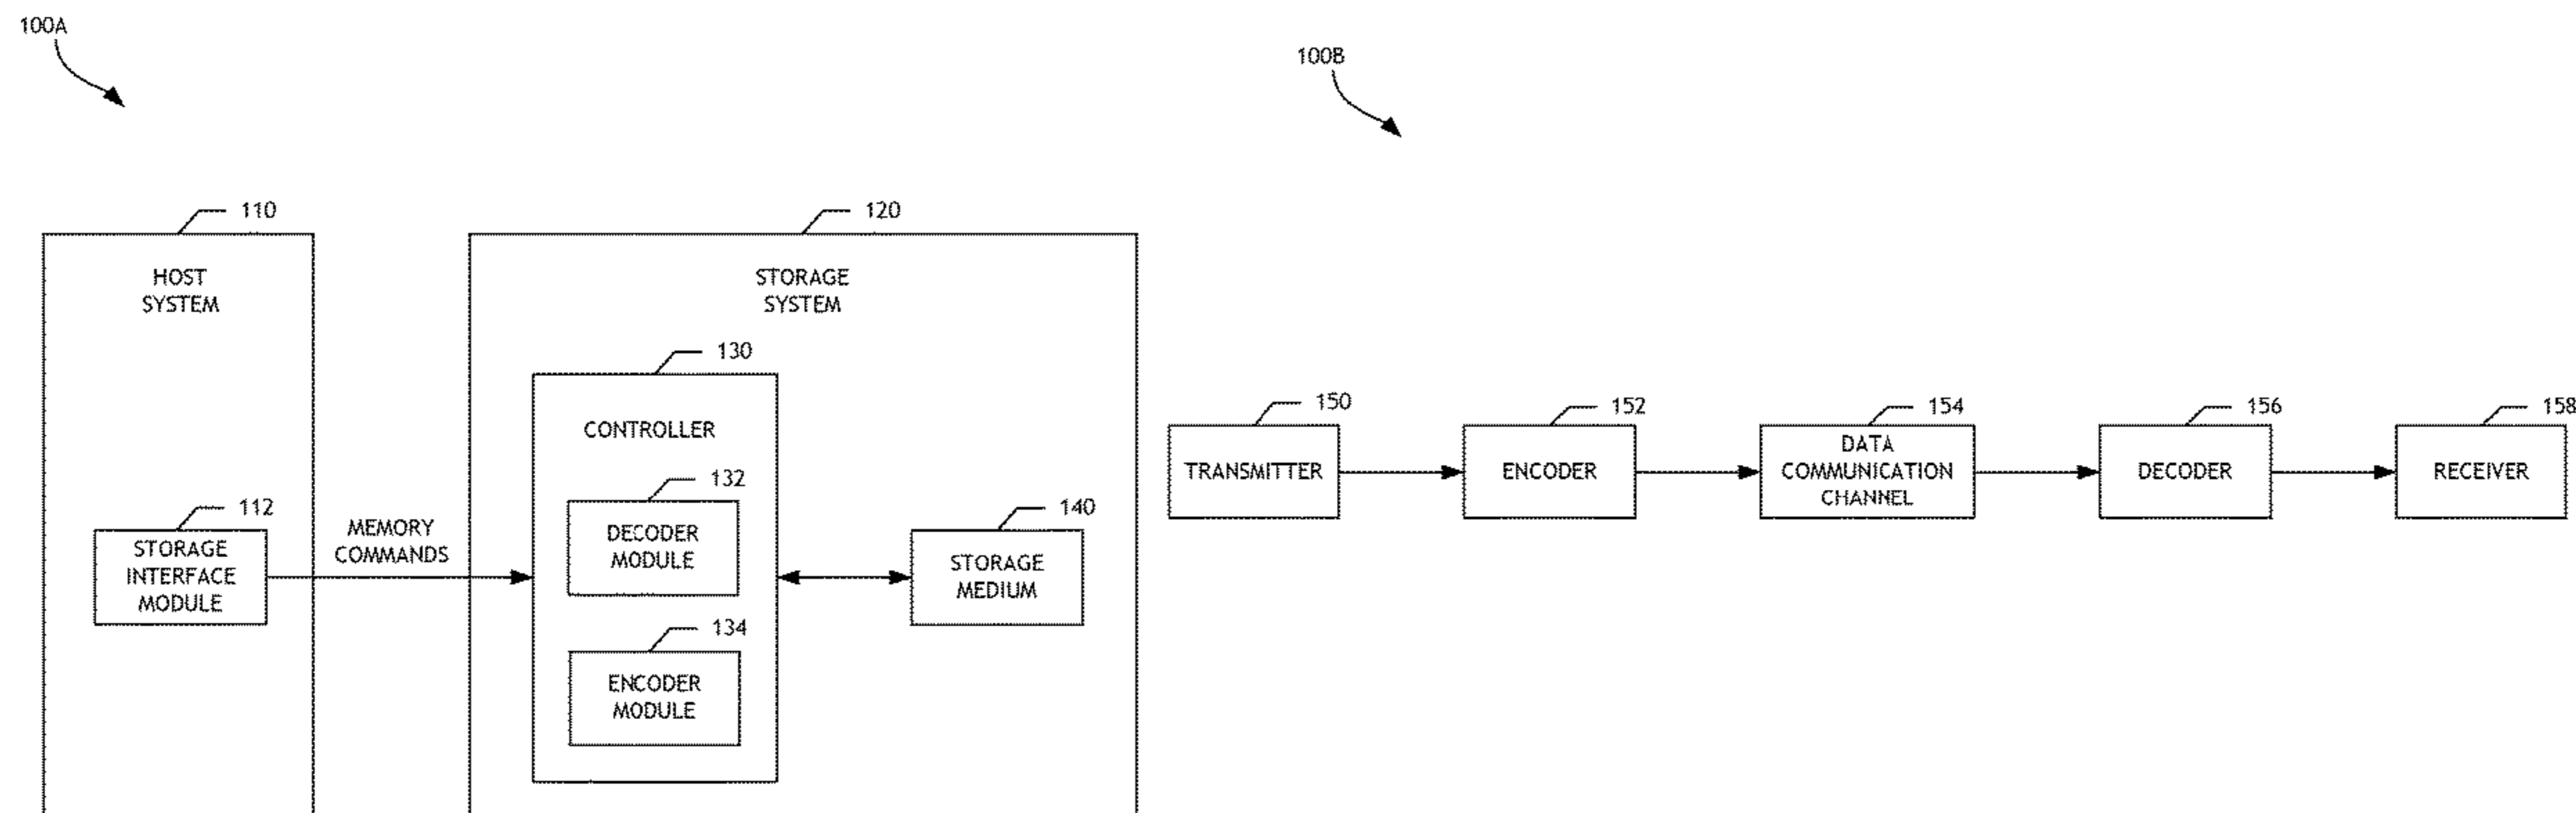 100A
110
HOST
SYSTEM
112
STORAGE
INTERFACE
MODULE
MEMORY
COMMANDS
120
STORAGE
SYSTEM
130
CONTROLLER
132
DECODER
MODULE
134
ENCODER
MODULE
140
STORAGE
MEDIUM
100B
150
TRANSMITTER
152
ENCODER
154
DATA
COMMUNICATION
CHANNEL
156
DECODER
158
RECEIVER